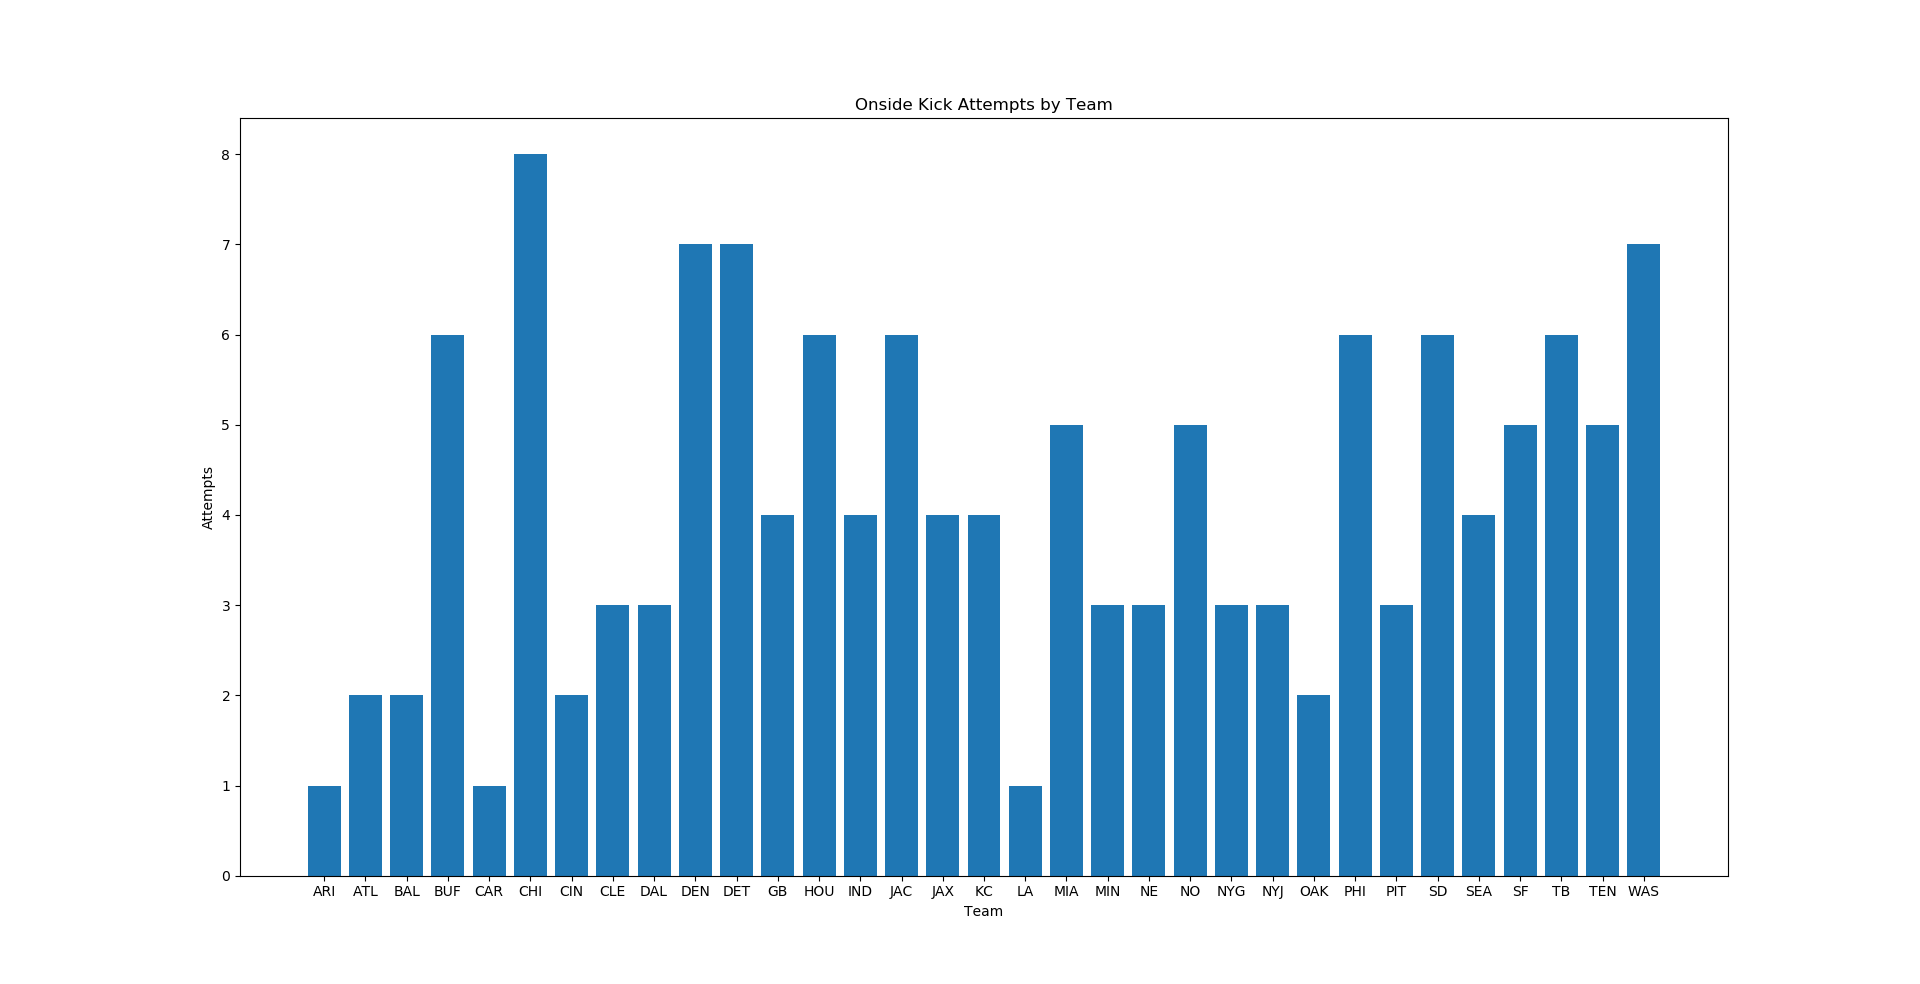 Onside Kick Attempts by Team
8
7
6
5
4
3
2
1
0
Attempts
ARI ATL BAL BUF CAR CHI CIN CLE DAL DEN DET GB HOU IND JAC JAX KC LA MIA MIN NE NO NYG NYJ OAK PHI PIT SD SEA SF TB TEN WAS
Team